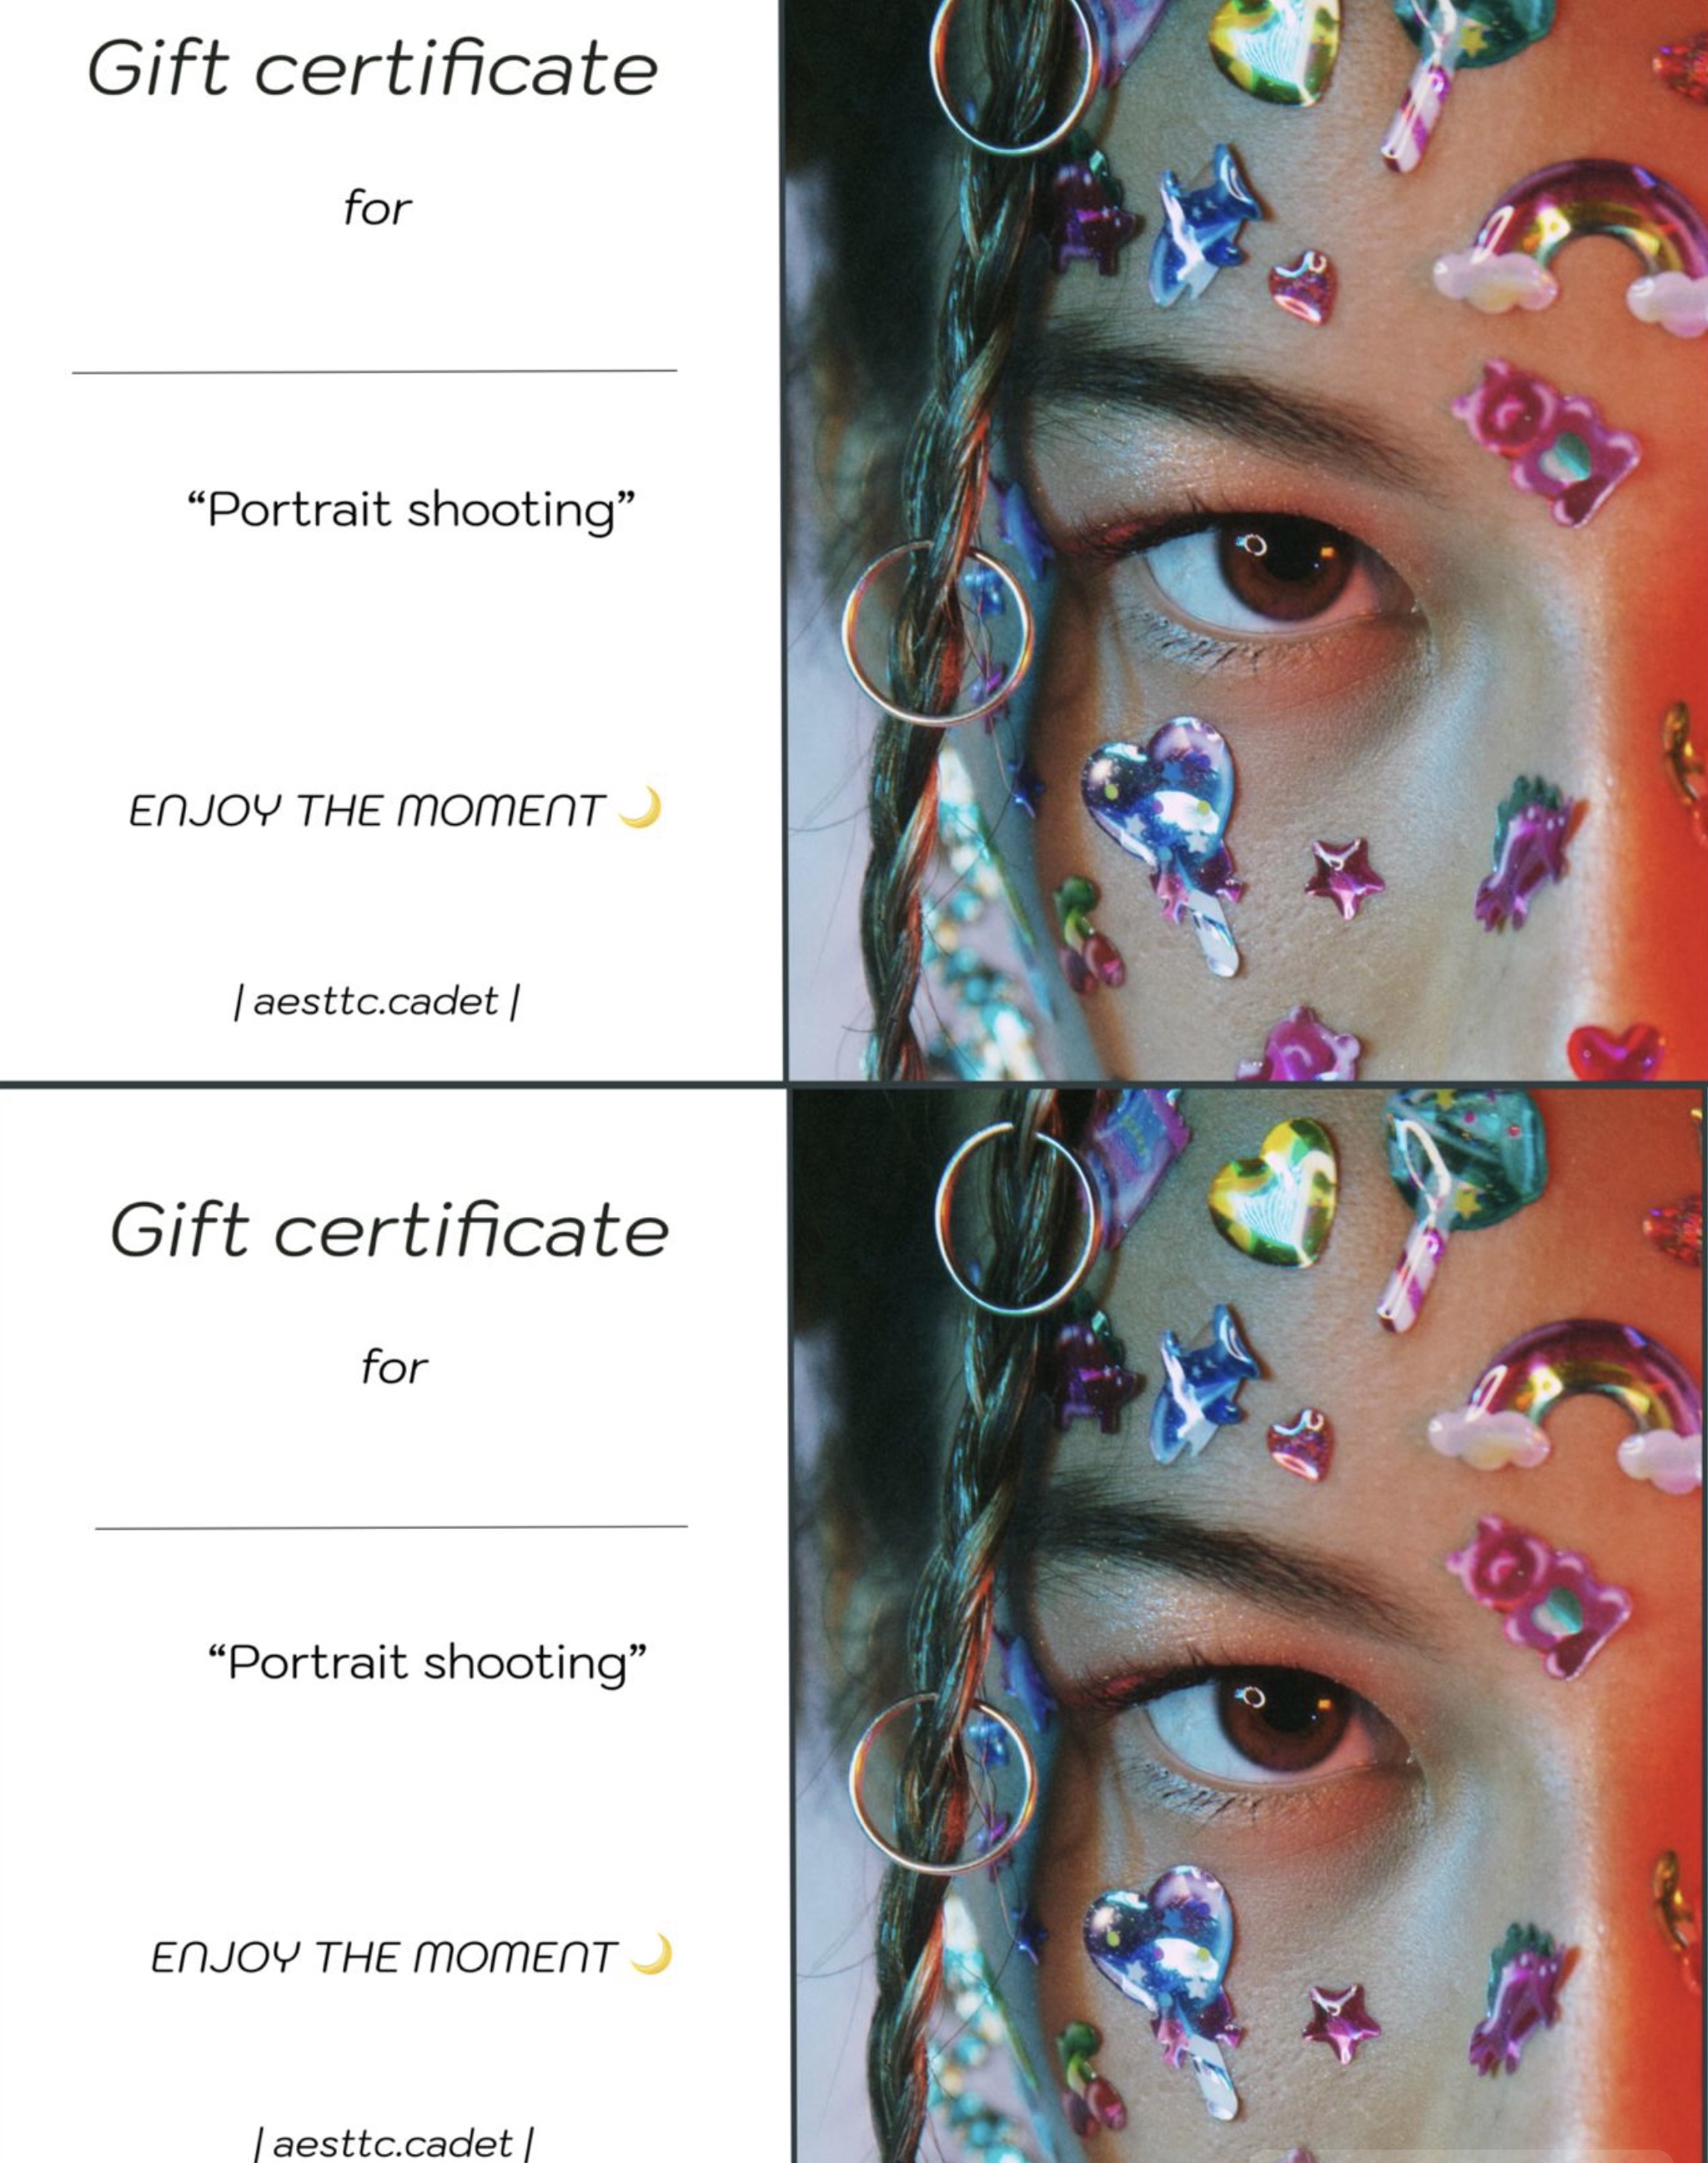 Gift certificate
for
“Portrait shooting”
ENJOY THE MOMENT 🌙
| aesttc.cadet |
Gift certificate
for
“Portrait shooting”
ENJOY THE MOMENT 🌙
| aesttc.cadet |